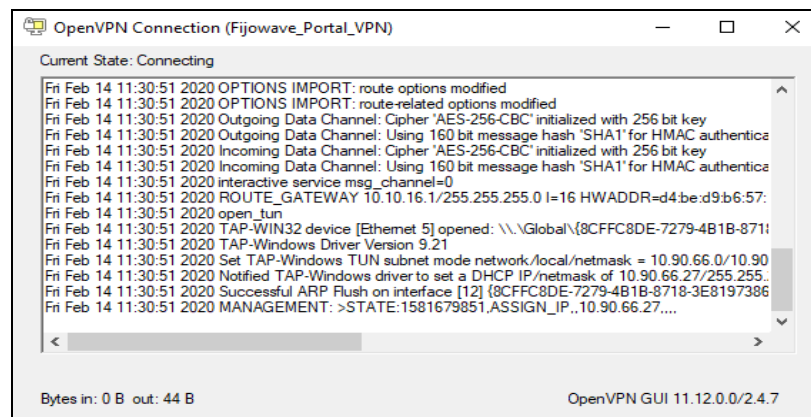 OpenVPN Connection (Fijowave_Portal_VPN)
Current State: Connecting
Fri Feb 14 11:30:51 2020 OPTIONS IMPORT: route options modified
Fri Feb 14 11:30:51 2020 OPTIONS IMPORT: route-related options modified
Fri Feb 14 11:30:51 2020 Outgoing Data Channel: Cipher 'AES-256-CBC' initialized with 256 bit key
Fri Feb 14 11:30:51 2020 Outgoing Data Channel: Using 160 bit message hash 'SHA1' for HMAC authentica
Fri Feb 14 11:30:51 2020 Incoming Data Channel: Cipher 'AES-256-CBC' initialized with 256 bit key
Fri Feb 14 11:30:51 2020 Incoming Data Channel: Using 160 bit message hash 'SHA1' for HMAC authentica
Fri Feb 14 11:30:51 2020 interactive service msg_channel=0
Fri Feb 14 11:30:51 2020 ROUTE_GATEWAY 10.10.16.1/255.255.255.0 I=16 HWADDR=d4:be:d9:b6:57:
Fri Feb 14 11:30:51 2020 open_tun
Fri Feb 14 11:30:51 2020 TAP-WIN32 device [Ethernet 5] opened: \\.\Global\{8CFFC8DE-7279-4B1B-871
Fri Feb 14 11:30:51 2020 TAP-Windows Driver Version 9.21
Fri Feb 14 11:30:51 2020 Set TAP-Windows TUN subnet mode network/local/netmask = 10.90.66.0/10.90
Fri Feb 14 11:30:51 2020 Notified TAP-Windows driver to set a DHCP IP/netmask of 10.90.66.27/255.255.
Fri Feb 14 11:30:51 2020 Successful ARP Flush on interface [12] {8CFFC8DE-7279-4B1B-8718-3E8197386
Fri Feb 14 11:30:51 2020 MANAGEMENT: >STATE:1581679851,ASSIGN_IP,,10.90.66.27,,,,
Bytes in: 0 B out: 44 B
OpenVPN GUI 11.12.0.0/2.4.7